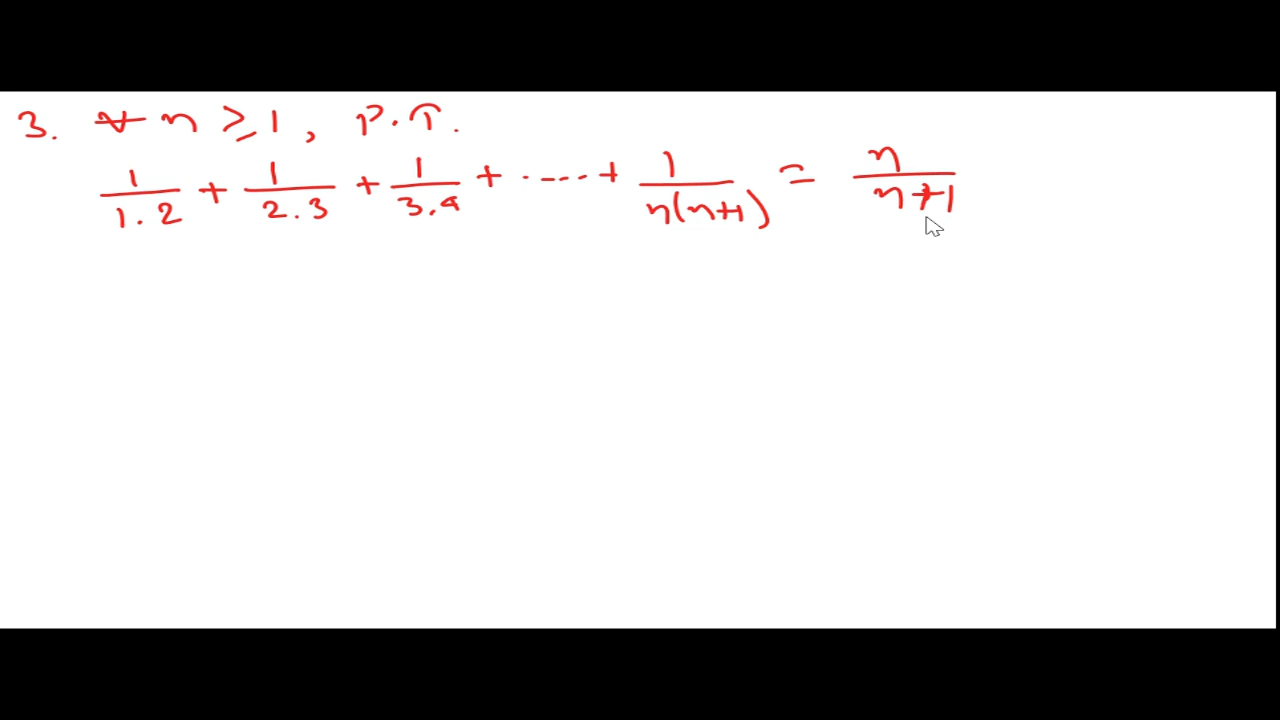 3. ∀ n ≥ 1, P.T.
1/1.2 + 1/2.3 + 1/3.4 + ..... + 1/n(n+1) = n/n+1